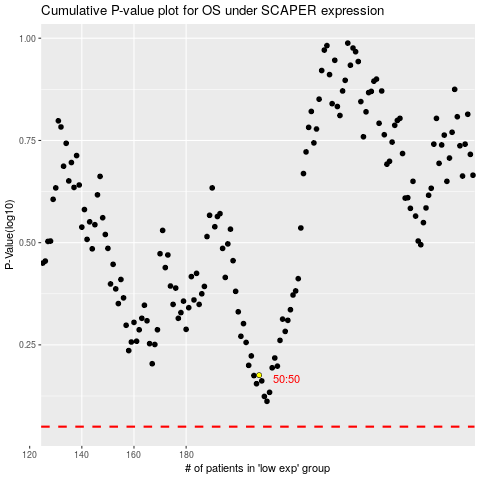 Cumulative P-value plot for OS under SCAPER expression
P-Value(log10)
1.00
0.75
0.50
0.25
50:50
120 140 160 180
# of patients in 'low exp' group